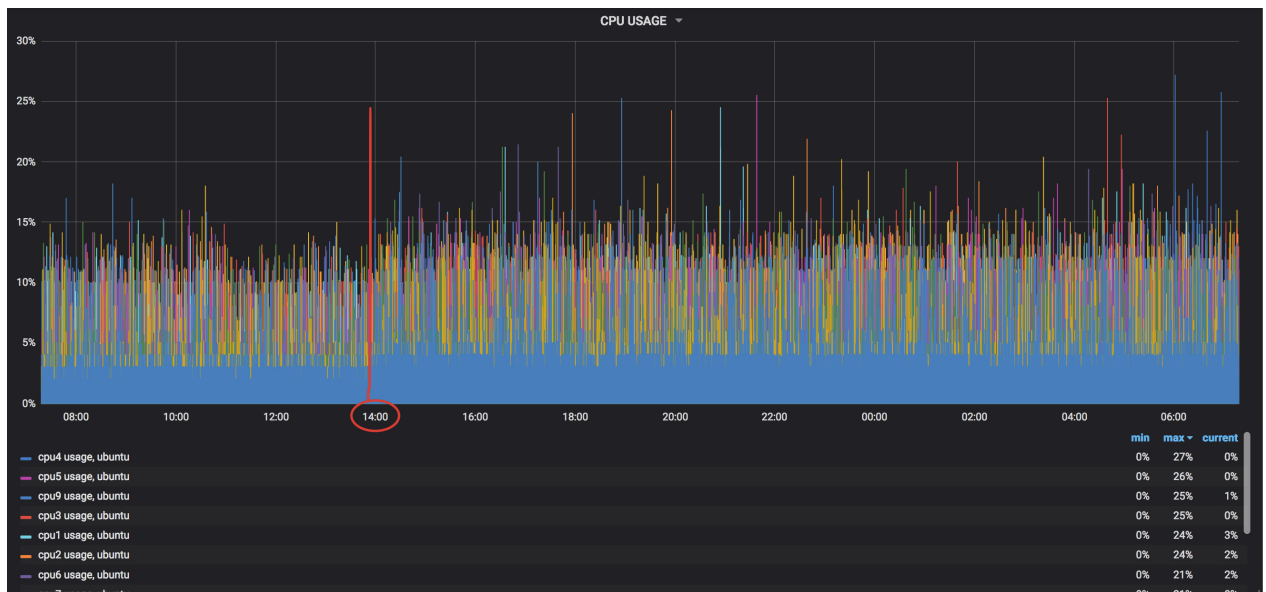 CPU USAGE
30%
25%
20%
15%
10%
5%
0%
08:00 10:00 12:00 14:00 16:00 18:00 20:00 22:00 00:00 02:00 04:00 06:00
min max current
cpu4 usage, ubuntu 0% 27% 0%
cpu5 usage, ubuntu 0% 26% 0%
cpu9 usage, ubuntu 0% 25% 1%
cpu3 usage, ubuntu 0% 25% 0%
cpu1 usage, ubuntu 0% 24% 3%
cpu2 usage, ubuntu 0% 24% 2%
cpu6 usage, ubuntu 0% 21% 2%